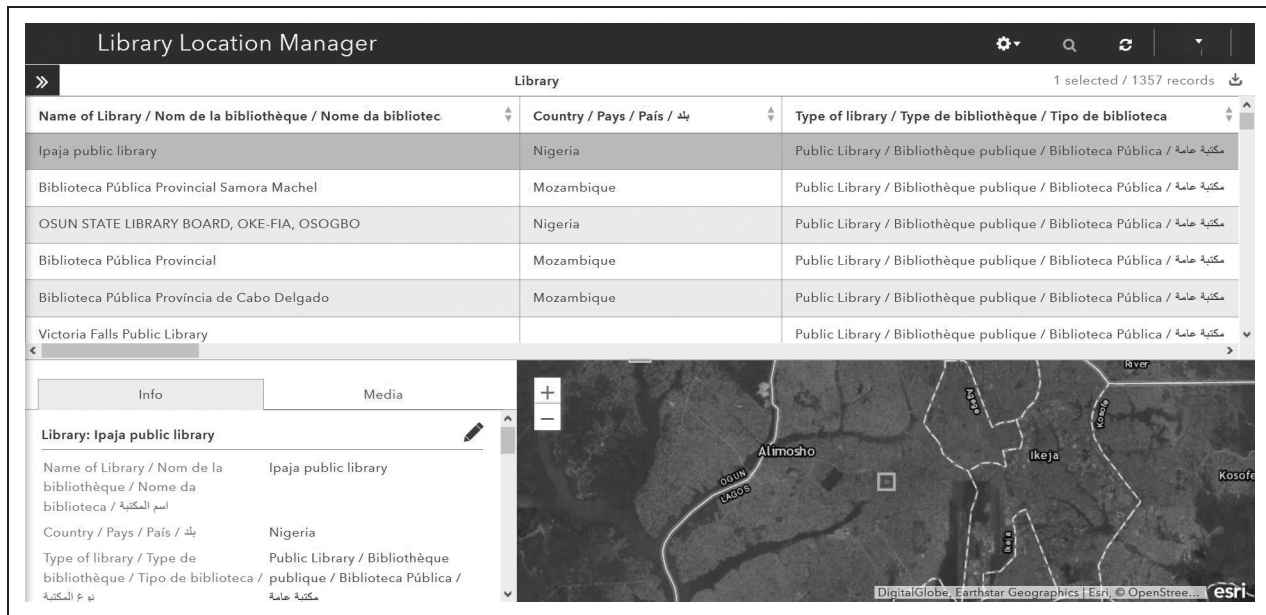 Library Location Manager
Library
1 selected / 1357 records
Name of Library / Nom de la bibliothèque / Nome da bibliotec
Country / Pays / País / بلد
Type of library / Type de bibliothèque / Tipo de biblioteca
Ipaja public library
Nigeria
Public Library / Bibliothèque publique / Biblioteca Pública / مكتبة عامة
Biblioteca Pública Provincial Samora Machel
Mozambique
Public Library / Bibliothèque publique / Biblioteca Pública / مكتبة عامة
OSUN STATE LIBRARY BOARD, OKE-FIA, OSOGBO
Nigeria
Public Library / Bibliothèque publique / Biblioteca Pública / مكتبة عامة
Biblioteca Pública Provincial
Mozambique
Public Library / Bibliothèque publique / Biblioteca Pública / مكتبة عامة
Biblioteca Pública Província de Cabo Delgado
Mozambique
Public Library / Bibliothèque publique / Biblioteca Pública / مكتبة عامة
Victoria Falls Public Library
Public Library / Bibliothèque publique / Biblioteca Pública / مكتبة عامة
Info
Media
Library: Ipaja public library
Name of Library / Nom de la
bibliothèque / Nome da
biblioteca / اسم المكتبة
Ipaja public library
Country / Pays / País / بلد
Nigeria
Type of library / Type de
bibliothèque / Tipo de biblioteca /
نوع المكتبة
Public Library / Bibliothèque
publique / Biblioteca Pública /
مكتبة عامة
River
Agege
Kosofe
Alimosho
Ikeja
OGUN
LAGOS
Kosofe
Ikeja
DigitalGlobe, Earthstar Geographics | Esri, © OpenStree...
esri